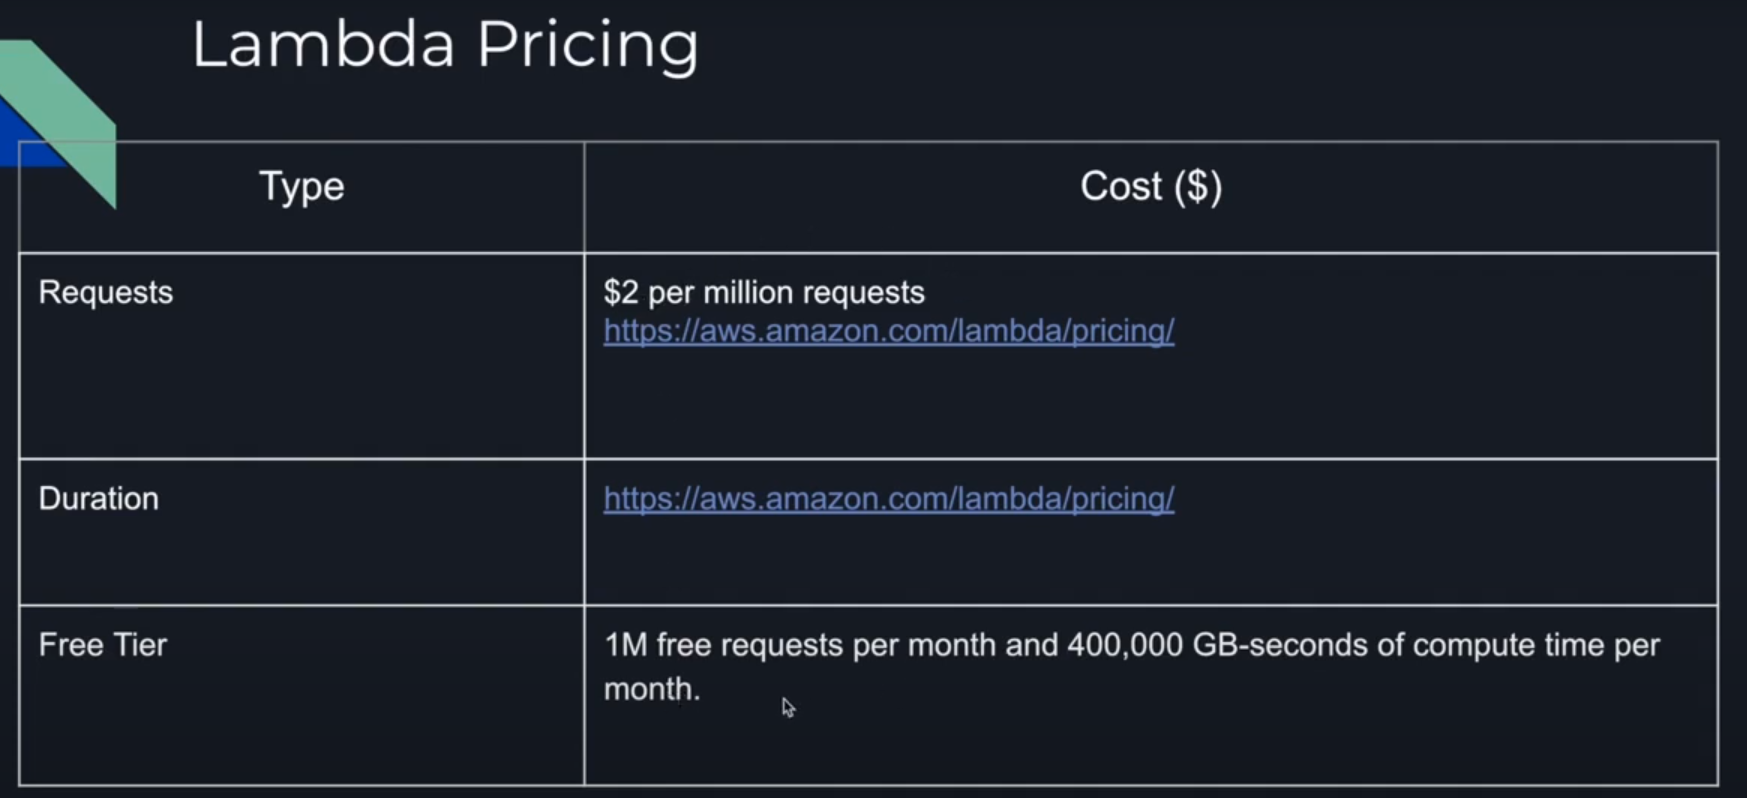 Lambda Pricing
Type
Cost ($)
Requests
$2 per million requests
https://aws.amazon.com/lambda/pricing/
Duration
https://aws.amazon.com/lambda/pricing/
Free Tier
1M free requests per month and 400,000 GB-seconds of compute time per
month.